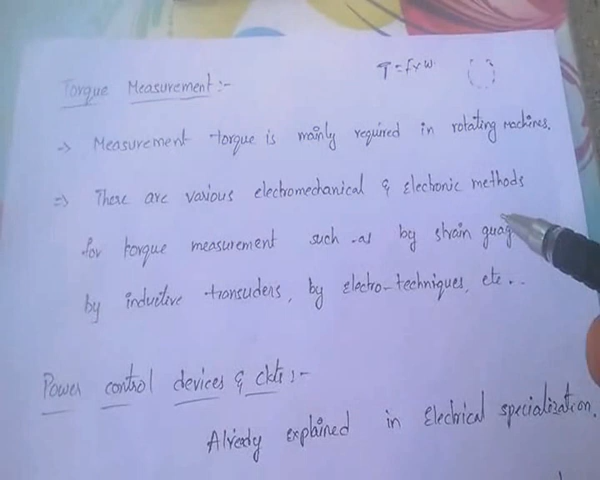 T = f x w
Torque Measurement :-
→ Measurement torque is mainly required in rotating machines.
⇒ There are various electromechanical & electronic methods
for torque measurement such as by strain guag
by inductive transuders, by electro-techniques, etc..
Power control devices & ckts :-
Already explained in Electrical specialization.